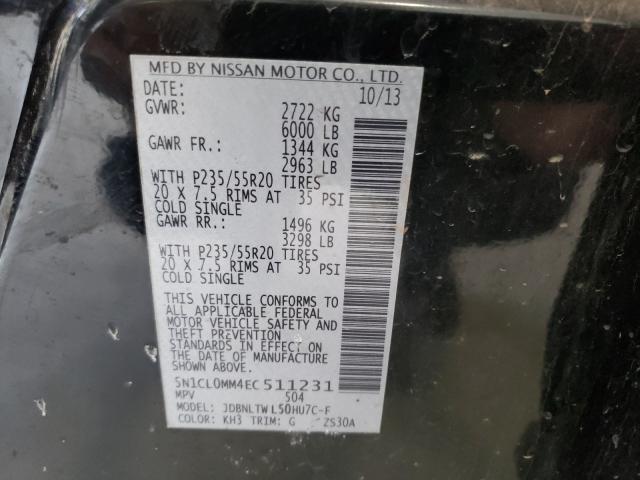 MFD BY NISSAN MOTOR CO., LTD.
DATE: 10/13
GVWR: 2722 KG
6000 LB
GAWR FR.: 1344 KG
2963 LB
WITH P235/55R20 TIRES
20 X 7.5 RIMS AT 35 PSI
COLD SINGLE
GAWR RR.: 1496 KG
3298 LB
WITH P235/55R20 TIRES
20 X 7.5 RIMS AT 35 PSI
COLD SINGLE
THIS VEHICLE CONFORMS TO
ALL APPLICABLE FEDERAL
MOTOR VEHICLE SAFETY AND
THEFT PREVENTION
STANDARDS IN EFFECT ON
THE DATE OF MANUFACTURE
SHOWN ABOVE.
5N1CL0MM4EC511231
MPV 504
MODEL: JDBNLTWL50HU7C-F
COLOR: KH3 TRIM: G ZS30A